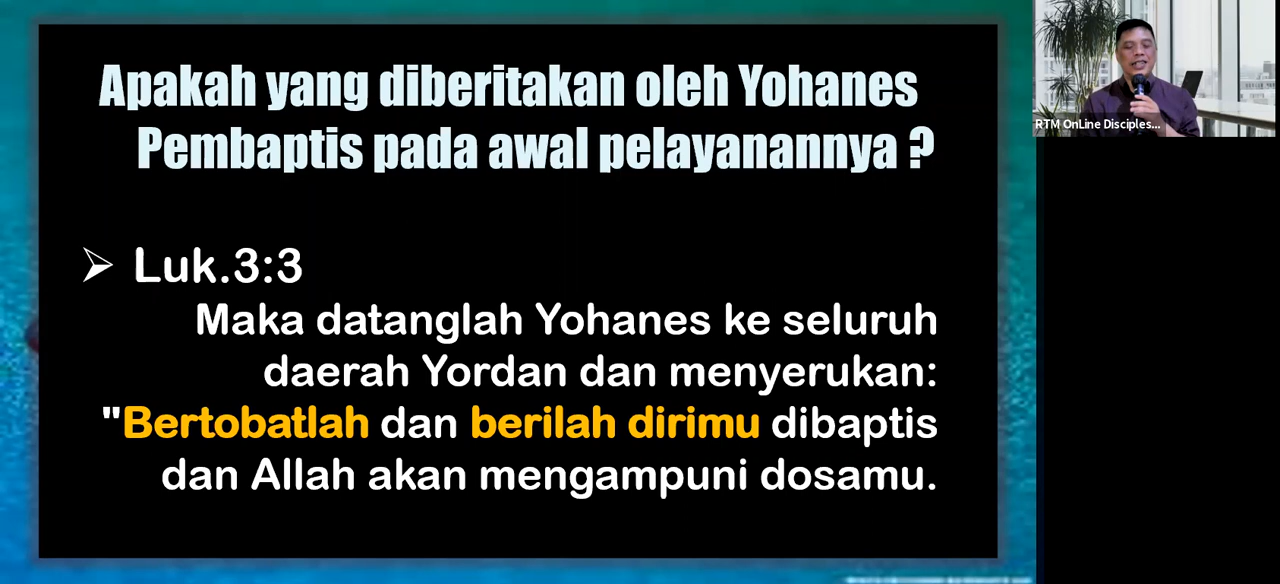 Apakah yang diberitakan oleh Yohanes
Pembaptis pada awal pelayanannya ?
➢ Luk.3:3
Maka datanglah Yohanes ke seluruh
daerah Yordan dan menyerukan:
"Bertobatlah dan berilah dirimu dibaptis
dan Allah akan mengampuni dosamu.
RTM OnLine Disciples...